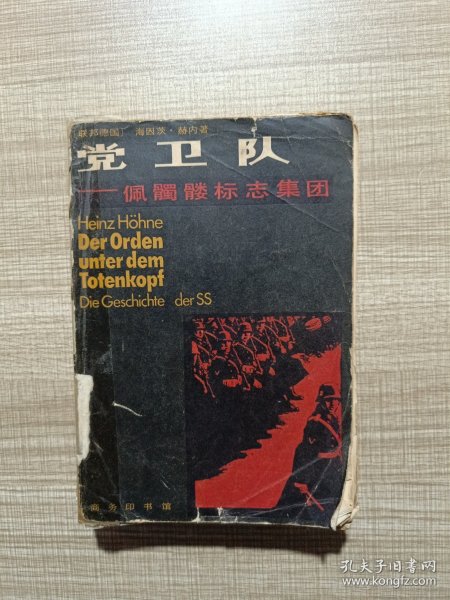 〔联邦德国〕 海因茨·赫内著
党卫队
——佩髑髅标志集团
Heinz Höhne
Der Orden
unter dem
Totenkopf
Die Geschichte der SS
商务印书馆
孔夫子旧书网
www.kongfz.com